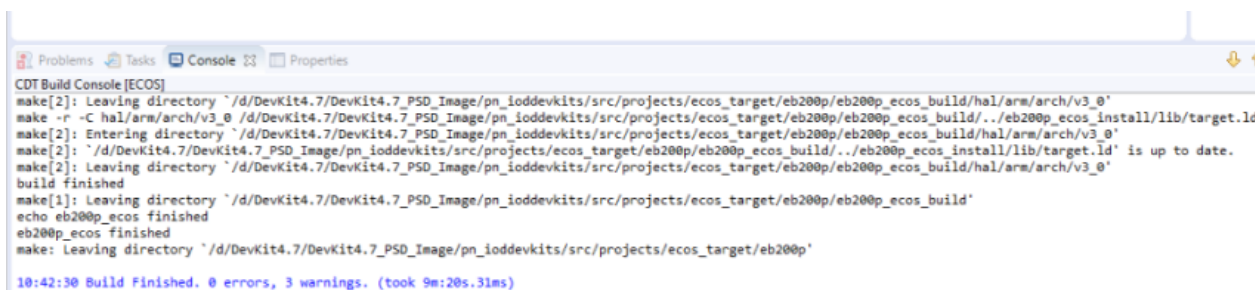 Problems Tasks Console Properties
CDT Build Console [ECOS]
make[2]: Leaving directory `/d/DevKit4.7/DevKit4.7_PSD_Image/pn_ioddevkits/src/projects/ecos_target/eb200p/eb200p_ecos_build/hal/arm/arch/v3_0'
make -r -C hal/arm/arch/v3_0 /d/DevKit4.7/DevKit4.7_PSD_Image/pn_ioddevkits/src/projects/ecos_target/eb200p/eb200p_ecos_build/../eb200p_ecos_install/lib/target.ld
make[2]: Entering directory `/d/DevKit4.7/DevKit4.7_PSD_Image/pn_ioddevkits/src/projects/ecos_target/eb200p/eb200p_ecos_build/hal/arm/arch/v3_0'
make[2]: `/d/DevKit4.7/DevKit4.7_PSD_Image/pn_ioddevkits/src/projects/ecos_target/eb200p/eb200p_ecos_build/../eb200p_ecos_install/lib/target.ld' is up to date.
make[2]: Leaving directory `/d/DevKit4.7/DevKit4.7_PSD_Image/pn_ioddevkits/src/projects/ecos_target/eb200p/eb200p_ecos_build/hal/arm/arch/v3_0'
build finished
make[1]: Leaving directory `/d/DevKit4.7/DevKit4.7_PSD_Image/pn_ioddevkits/src/projects/ecos_target/eb200p/eb200p_ecos_build'
echo eb200p_ecos finished
eb200p_ecos finished
make: Leaving directory `/d/DevKit4.7/DevKit4.7_PSD_Image/pn_ioddevkits/src/projects/ecos_target/eb200p'
10:42:30 Build Finished. 0 errors, 3 warnings. (took 9m:20s.31ms)